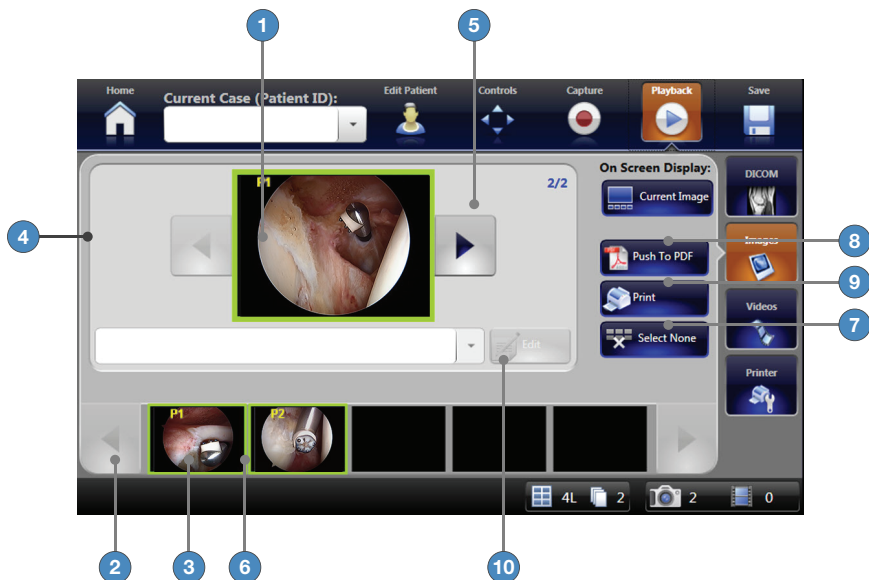 1
5
Home
Current Case (Patient ID):
Edit Patient
Controls
Capture
Playback
Save
P1
2/2
On Screen Display:
Current Image
DICOM
4
Push To PDF
Images
8
Print
9
Videos
Select None
7
Edit
Printer
P1
P2
4L
2
2
0
2
3
6
10